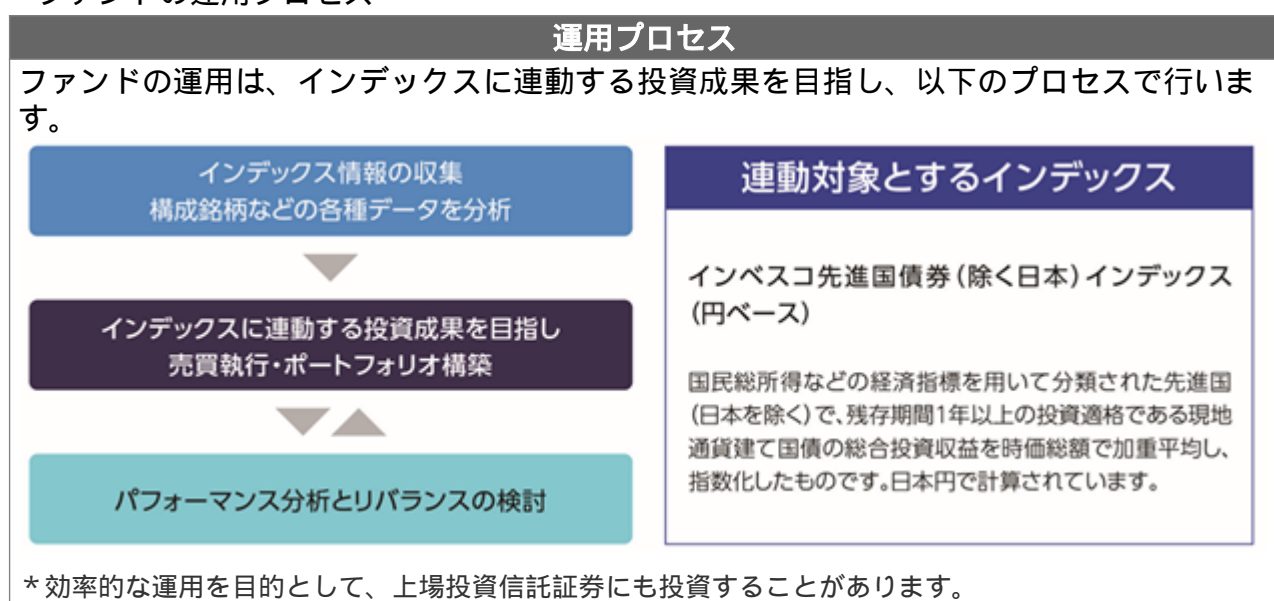 ファンドの運用プロセス
運用プロセス
ファンドの運用は、インデックスに連動する投資成果を目指し、以下のプロセスで行いま
す。
インデックス情報の収集
構成銘柄などの各種データを分析
インデックスに連動する投資成果を目指し
売買執行・ポートフォリオ構築
パフォーマンス分析とリバランスの検討
連動対象とするインデックス
インベスコ先進国債券（除く日本）インデックス
（円ベース）
国民総所得などの経済指標を用いて分類された先進国
（日本を除く）で、残存期間1年以上の投資適格である現地
通貨建て国債の総合投資収益を時価総額で加重平均し、
指数化したものです。日本円で計算されています。
＊効率的な運用を目的として、上場投資信託証券にも投資することがあります。